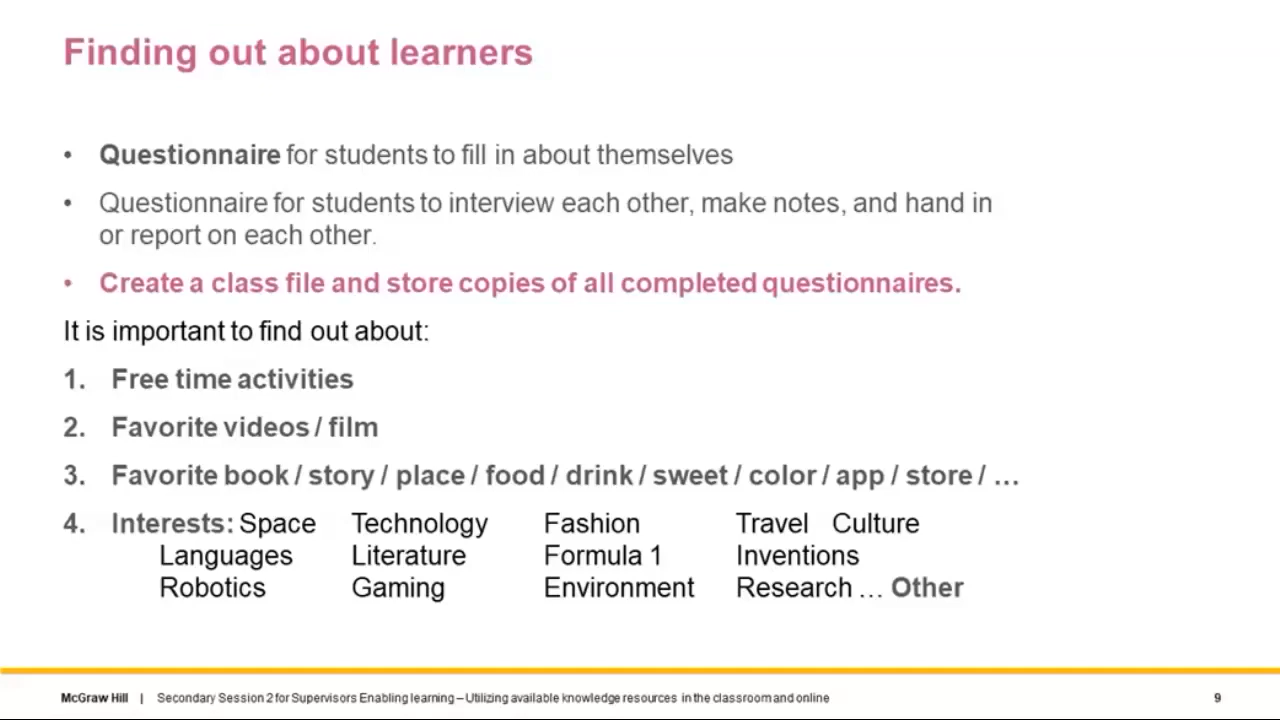 Finding out about learners
• Questionnaire for students to fill in about themselves
• Questionnaire for students to interview each other, make notes, and hand in
or report on each other.
• Create a class file and store copies of all completed questionnaires.
It is important to find out about:
1. Free time activities
2. Favorite videos / film
3. Favorite book / story / place / food / drink / sweet / color / app / store / …
4. Interests: Space Technology Fashion Travel Culture
Languages Literature Formula 1 Inventions
Robotics Gaming Environment Research … Other
McGraw Hill | Secondary Session 2 for Supervisors Enabling learning – Utilizing available knowledge resources in the classroom and online 9